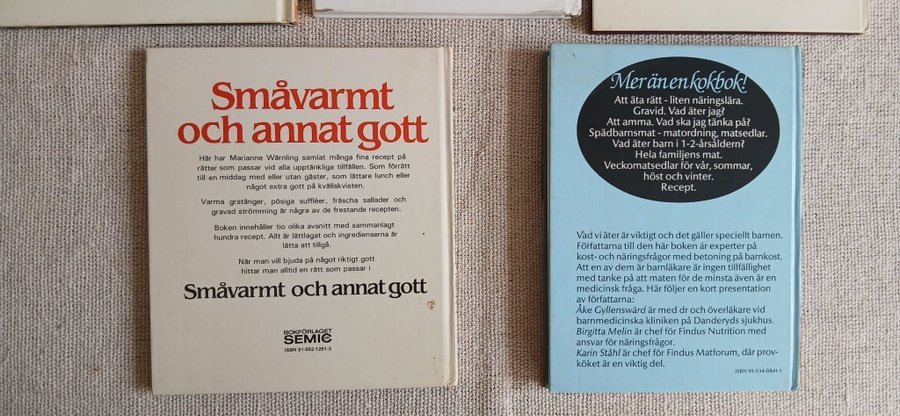 Småvarmt
och annat gott
Här har Marianne Wärnling samlat många fina recept på
rätter som passar vid alla upptänkliga tillfällen. Som förrätt
till en middag med eller utan gäster, som lättare lunch eller
något extra gott på kvällskvisten.
Varma gratänger, pösiga suffléer, fräscha sallader och
gravad strömming är några av de frestande recepten.
Boken innehåller tio olika avsnitt med sammanlagt
hundra recept. Allt är lättlagat och ingredienserna är
lätta att tillgå.
När man vill bjuda på något riktigt gott
hittar man alltid en rätt som passar i
Småvarmt och annat gott
BOKFÖRLAGET
SEMIC
ISBN 91-552-1291-3
Mer än en kokbok!
Att äta rätt - liten näringslära.
Gravid. Vad äter jag?
Att amma. Vad ska jag tänka på?
Spädbarnsmat - matordning, matsedlar.
Vad äter barn i 1-2-årsåldern?
Hela familjens mat.
Veckomatsedlar för vår, sommar,
höst och vinter.
Recept.
Vad vi äter är viktigt och det gäller speciellt barnen.
Författarna till den här boken är experter på
kost- och näringsfrågor med betoning på barnkost.
Att en av dem är barnläkare är ingen tillfällighet
med tanke på att maten för de minsta även är en
medicinsk fråga. Här följer en kort presentation
av författarna:
Åke Gyllenswärd är med dr och överläkare vid
barnmedicinska kliniken på Danderyds sjukhus.
Birgitta Melin är chef för Findus Nutrition med
ansvar för näringsfrågor.
Karin Ståhl är chef för Findus Matforum, där prov-
köket är en viktig del.
ISBN 91-534-0841-1